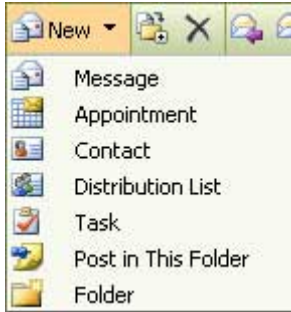 New
Message
Appointment
Contact
Distribution List
Task
Post in This Folder
Folder